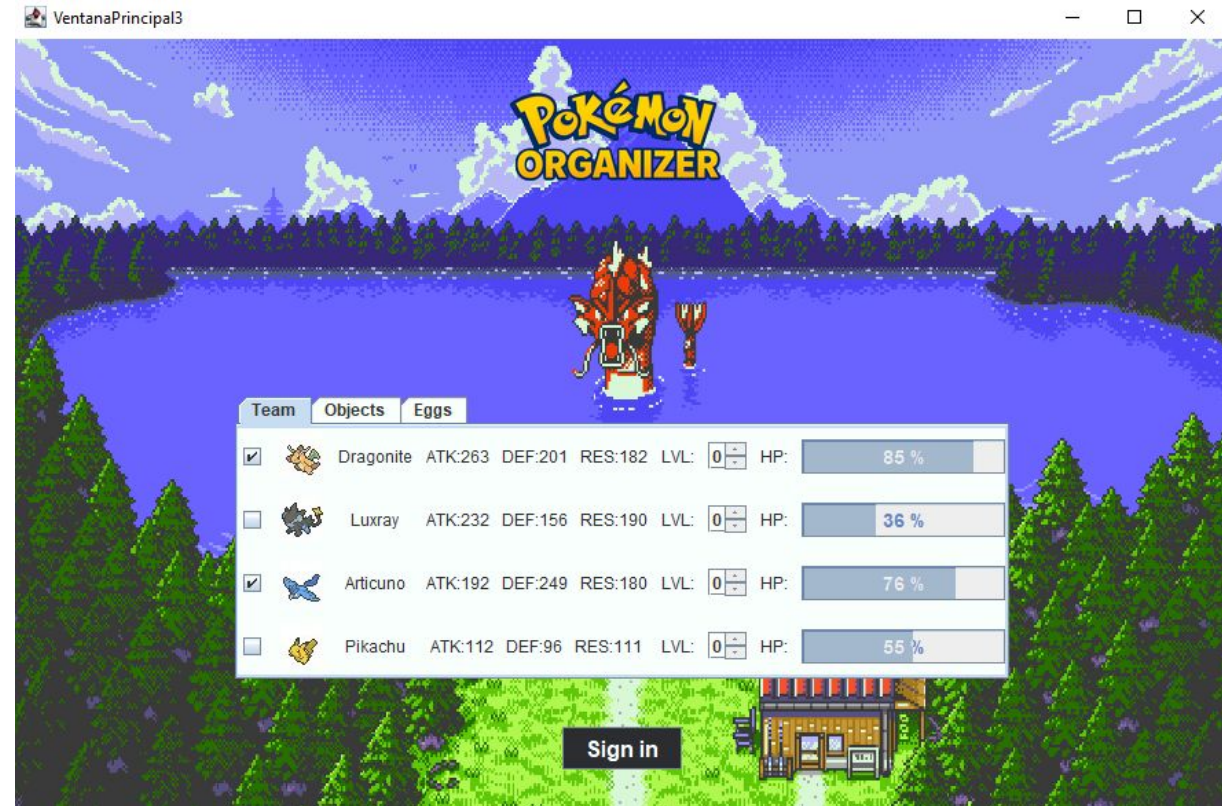 VentanaPrincipal3
POKÉMON
ORGANIZER
Team Objects Eggs
Dragonite ATK:263 DEF:201 RES:182 LVL: 0 HP: 85 %
Luxray ATK:232 DEF:156 RES:190 LVL: 0 HP: 36 %
Articuno ATK:192 DEF:249 RES:180 LVL: 0 HP: 76 %
Pikachu ATK:112 DEF:96 RES:111 LVL: 0 HP: 55 %
Sign in